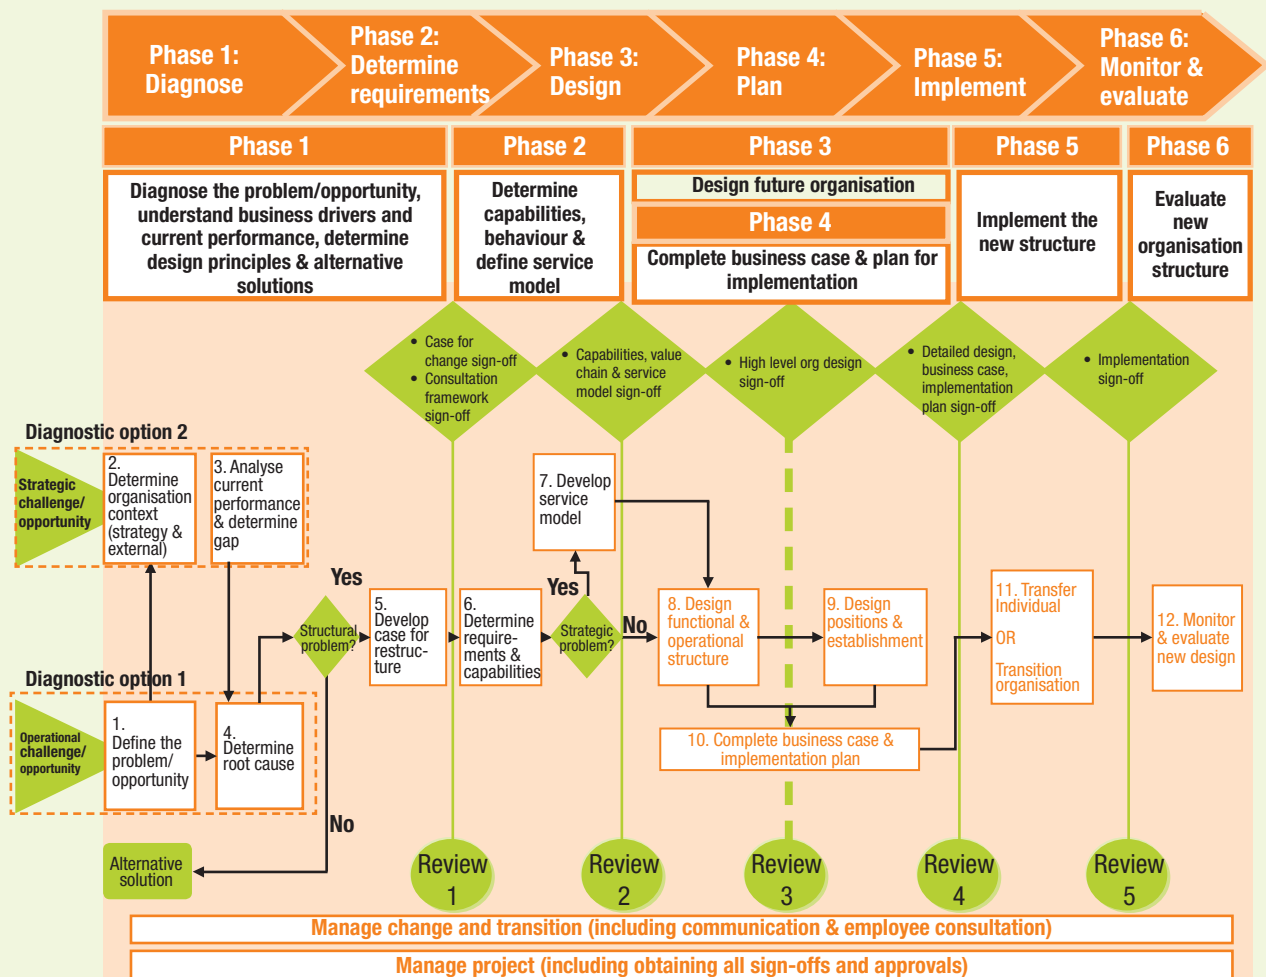 Phase 1:
Diagnose
Phase 2:
Determine
requirements
Phase 3:
Design
Phase 4:
Plan
Phase 5:
Implement
Phase 6:
Monitor &
evaluate
Phase 1
Phase 2
Phase 3
Phase 5
Phase 6
Diagnose the problem/opportunity,
understand business drivers and
current performance, determine
design principles & alternative
solutions
Determine
capabilities,
behaviour &
define service
model
Design future organisation
Phase 4
Complete business case & plan for
implementation
Implement the
new structure
Evaluate
new
organisation
structure
• Case for
change sign-off
• Consultation
framework
sign-off
• Capabilities, value
chain & service
model sign-off
• High level org design
sign-off
• Detailed design,
business case,
implementation
plan sign-off
• Implementation
sign-off
Diagnostic option 2
Strategic
challenge/
opportunity
2.
Determine
organisation
context
(strategy &
external)
3. Analyse
current
performance
& determine
gap
7. Develop
service
model
Yes
Structural
problem?
5.
Develop
case for
restruc-
ture
6.
Determine
require-
ments &
capabilities
Yes
Strategic
problem?
No
8. Design
functional &
operational
structure
9. Design
positions &
establishment
11. Transfer
Individual
OR
Transition
organisation
12. Monitor
& evaluate
new design
Diagnostic option 1
Operational
challenge/
opportunity
1.
Define the
problem/
opportunity
4.
Determine
root cause
10. Complete business case &
implementation plan
No
Alternative
solution
Review
1
Review
2
Review
3
Review
4
Review
5
Manage change and transition (including communication & employee consultation)
Manage project (including obtaining all sign-offs and approvals)